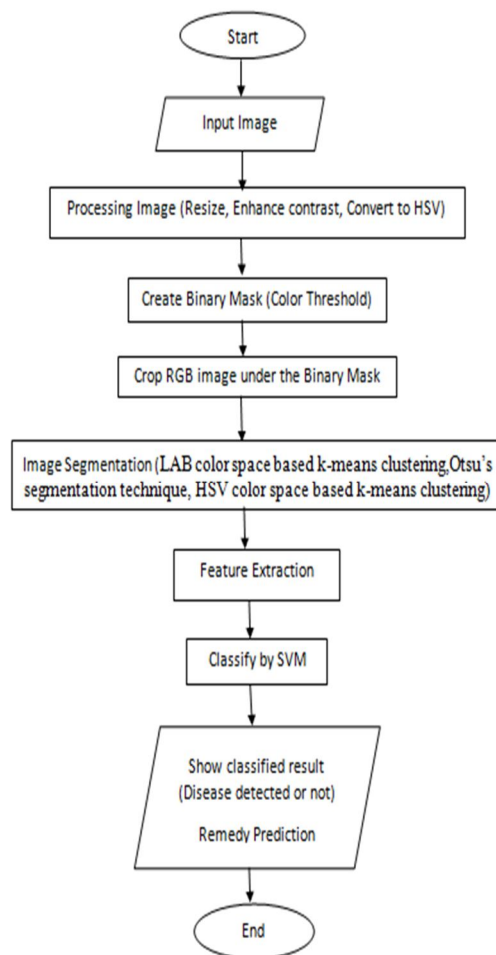 Start
Input Image
Processing Image (Resize, Enhance contrast, Convert to HSV)
Create Binary Mask (Color Threshold)
Crop RGB image under the Binary Mask
Image Segmentation (LAB color space based k-means clustering,Otsu's
segmentation technique, HSV color space based k-means clustering)
Feature Extraction
Classify by SVM
Show classified result
(Disease detected or not)
Remedy Prediction
End